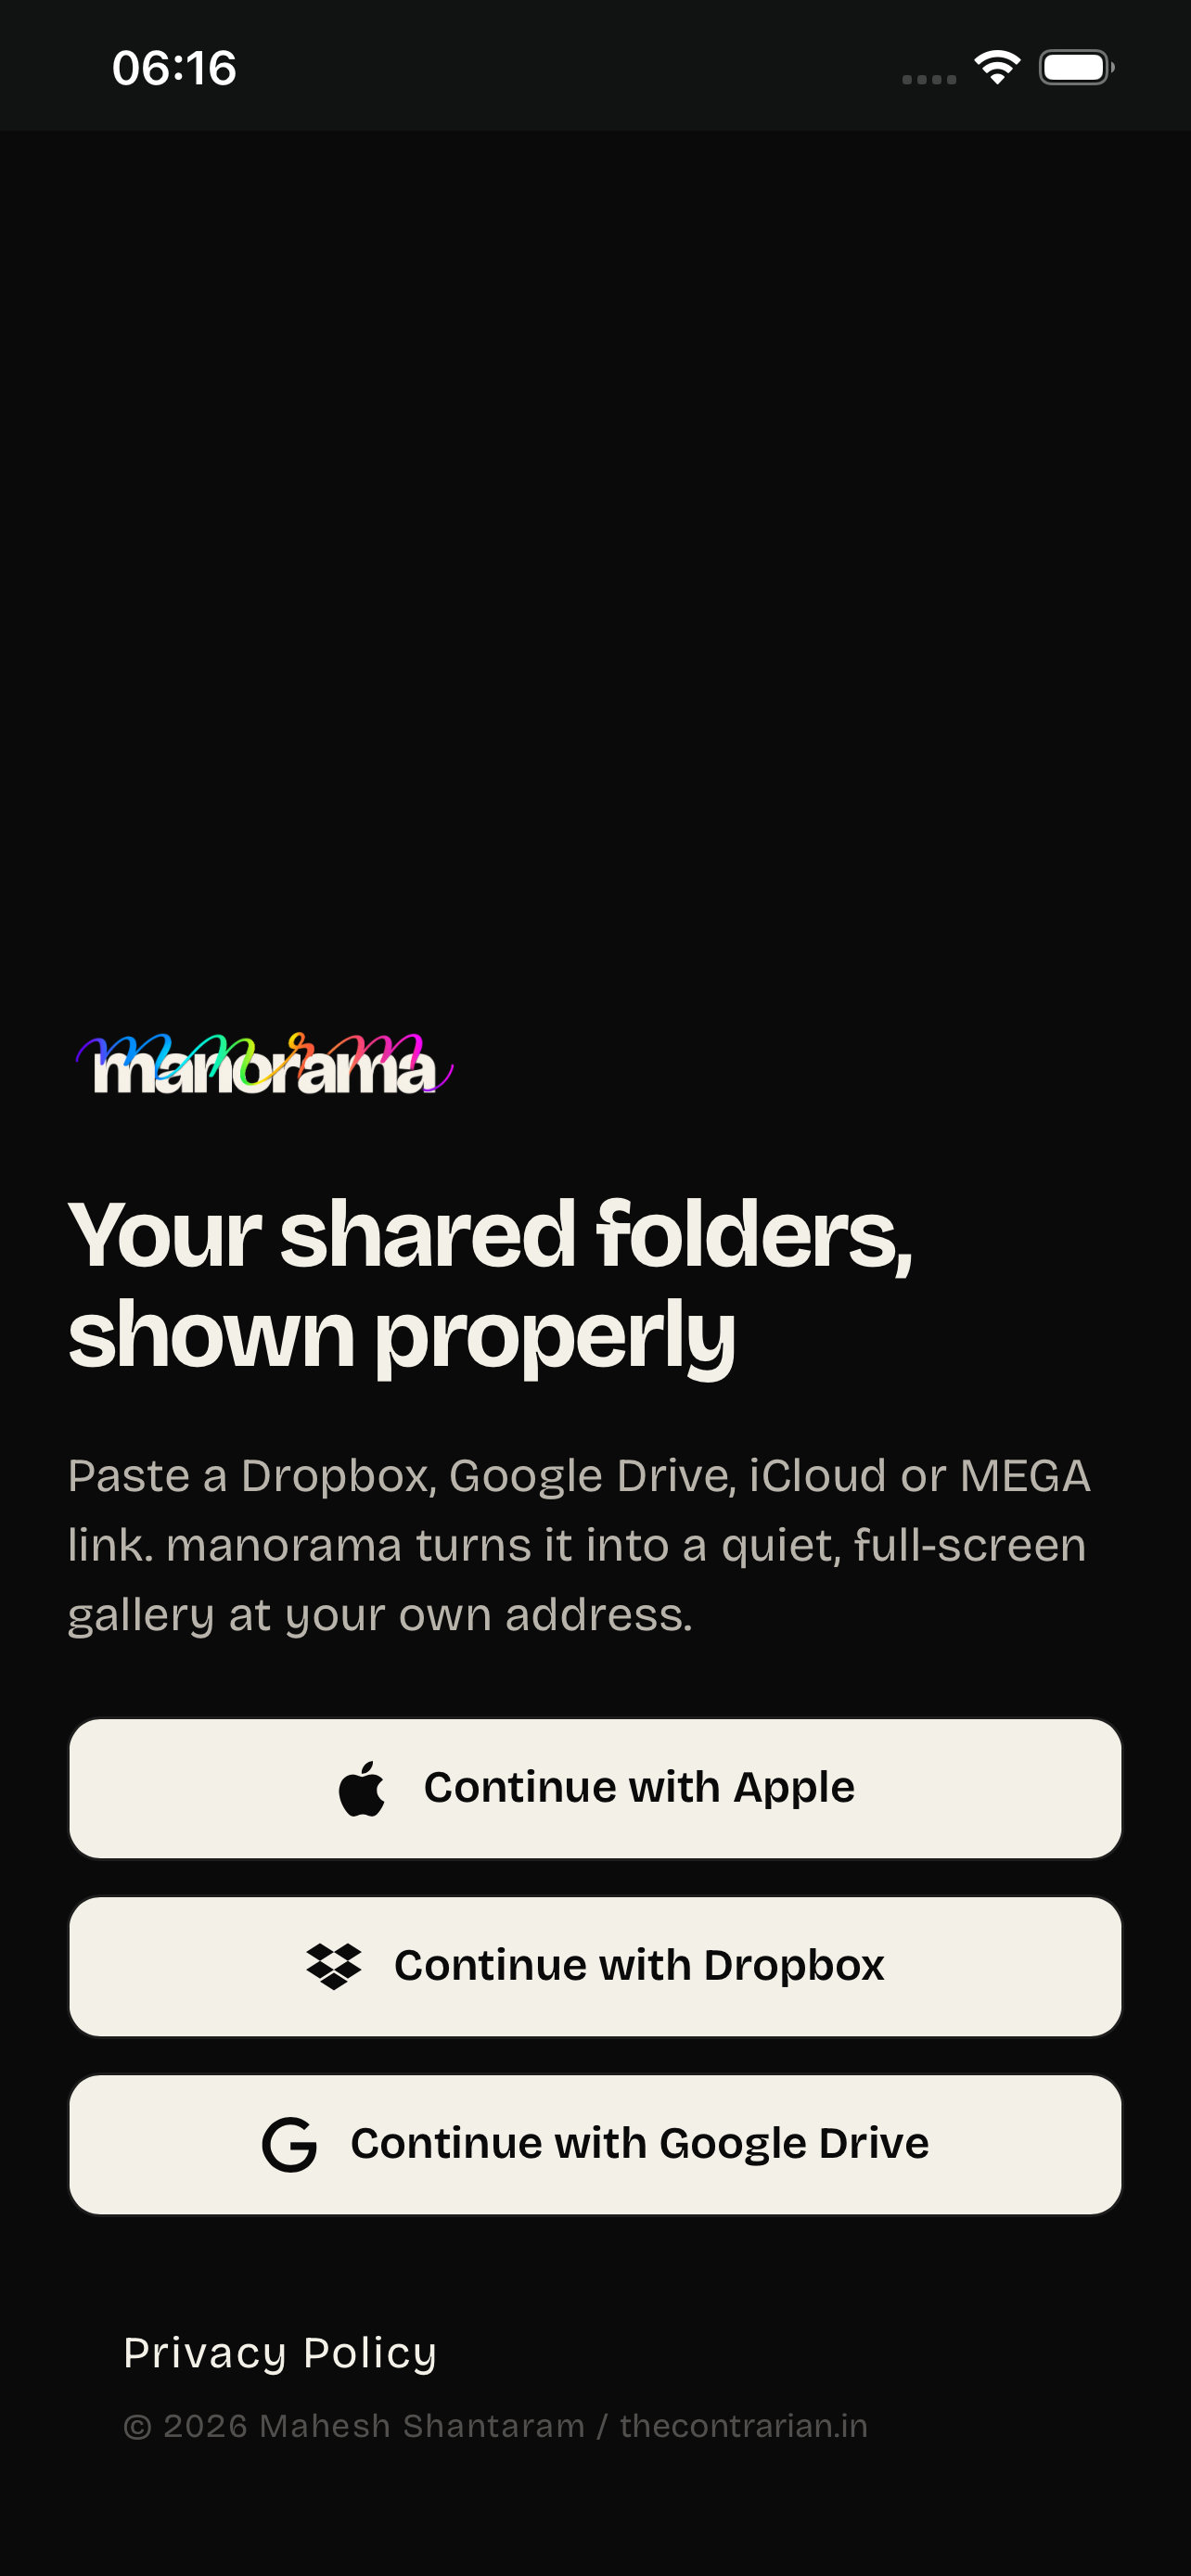 06:16
manorama
Your shared folders,
shown properly
Paste a Dropbox, Google Drive, iCloud or MEGA
link. manorama turns it into a quiet, full-screen
gallery at your own address.
Continue with Apple
Continue with Dropbox
Continue with Google Drive
Privacy Policy
© 2026 Mahesh Shantaram / thecontrarian.in